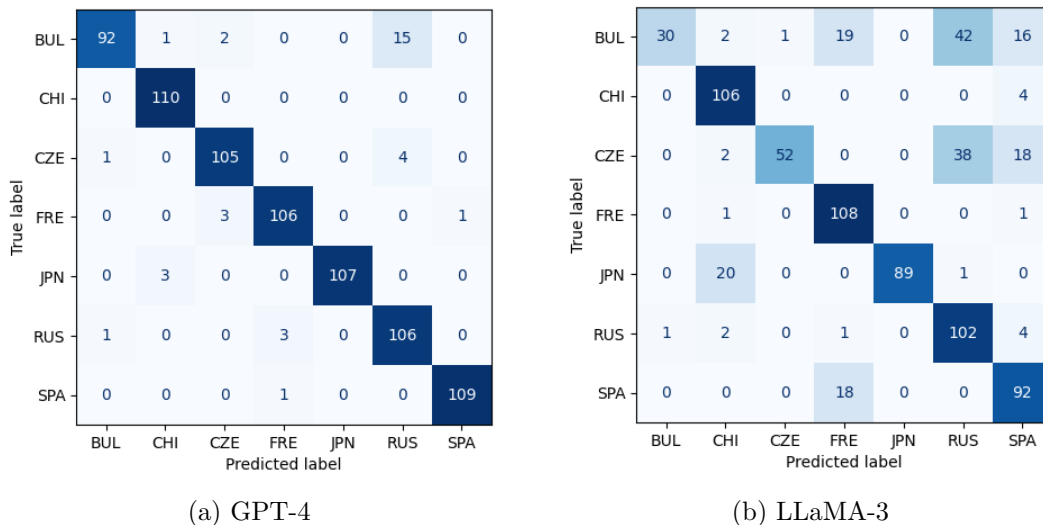 BUL 92 1 2 0 0 15 0
CHI 0 110 0 0 0 0 0
CZE 1 0 105 0 0 4 0
FRE 0 0 3 106 0 0 1
JPN 0 3 0 0 107 0 0
RUS 1 0 0 3 0 106 0
SPA 0 0 0 1 0 0 109
True label
BUL CHI CZE FRE JPN RUS SPA
Predicted label
(a) GPT-4
BUL 30 2 1 19 0 42 16
CHI 0 106 0 0 0 0 4
CZE 0 2 52 0 0 38 18
FRE 0 1 0 108 0 0 1
JPN 0 20 0 0 89 1 0
RUS 1 2 0 1 0 102 4
SPA 0 0 0 18 0 0 92
True label
BUL CHI CZE FRE JPN RUS SPA
Predicted label
(b) LLaMA-3